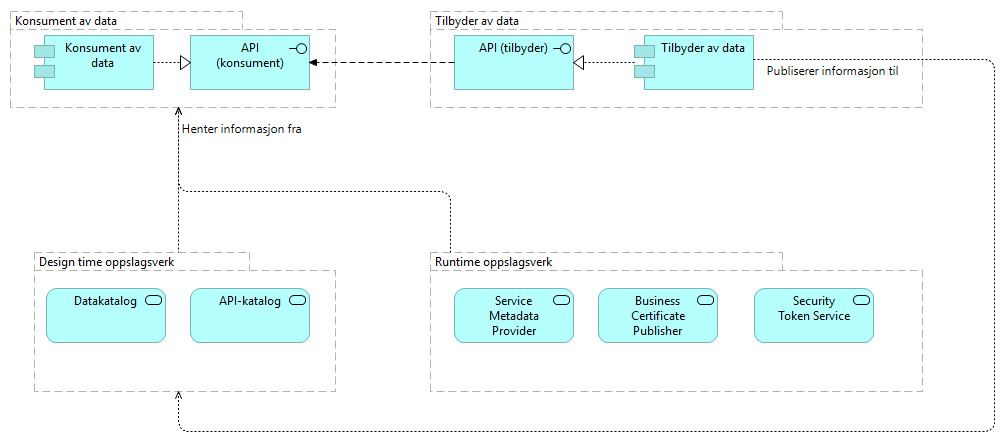 Konsument av data
Tilbyder av data
Konsument av
data
API
(konsument)
API (tilbyder)
Tilbyder av data
Publiserer informasjon til
Henter informasjon fra
Design time oppslagsverk
Runtime oppslagsverk
Datakatalog
API-katalog
Service
Metadata
Provider
Business
Certificate
Publisher
Security
Token Service